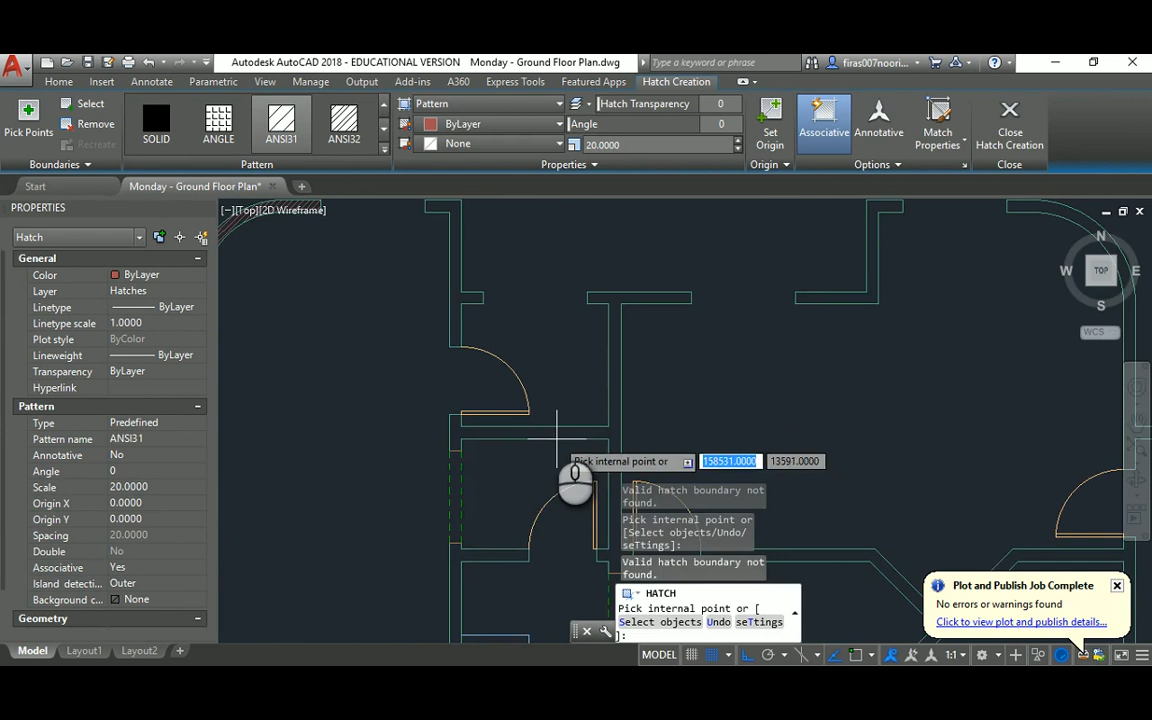 Autodesk AutoCAD 2018 - EDUCATIONAL VERSION Monday - Ground Floor Plan.dwg
Type a keyword or phrase
firas007noori...
Home Insert Annotate Parametric View Manage Output Add-ins A360 Express Tools Featured Apps Hatch Creation
Pick Points
Select
Remove
Recreate
SOLID
ANGLE
ANSI31
ANSI32
Pattern
ByLayer
None
Hatch Transparency 0
Angle 0
20.0000
Set
Origin
Associative
Annotative
Match
Properties
Close
Hatch Creation
Boundaries
Pattern
Properties
Origin
Options
Close
Start
Monday - Ground Floor Plan*
[−][Top][2D Wireframe]
PROPERTIES
Hatch
General
Color ByLayer
Layer Hatches
Linetype ByLayer
Linetype scale 1.0000
Plot style ByColor
Lineweight ByLayer
Transparency ByLayer
Hyperlink
Pattern
Type Predefined
Pattern name ANSI31
Annotative No
Angle 0
Scale 20.0000
Origin X 0.0000
Origin Y 0.0000
Spacing 20.0000
Double No
Associative Yes
Island detecti... Outer
Background c... None
Geometry
N
W TOP E
S
WCS
Pick internal point or 158531.0000 13591.0000
Valid hatch boundary not
found.
Pick internal point or
[Select objects/Undo/
seTtings]:
Valid hatch boundary not
found.
HATCH
Pick internal point or [
Select objects Undo seTtings
]:
Plot and Publish Job Complete
No errors or warnings found
Click to view plot and publish details...
Model Layout1 Layout2
MODEL
1:1